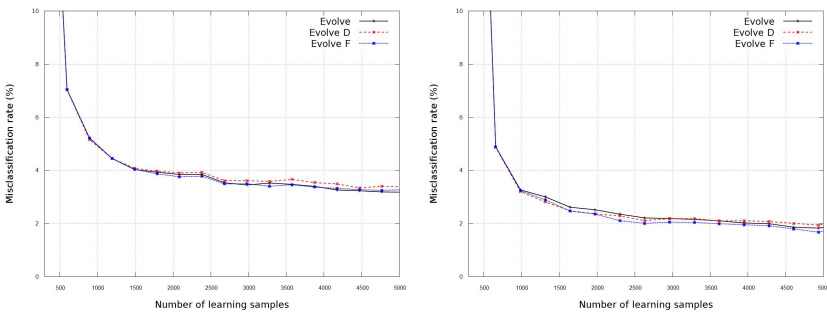 10
8
6
4
2
0
Misclassification rate (%)
Evolve
Evolve D
Evolve F
500 1000 1500 2000 2500 3000 3500 4000 4500 5000
Number of learning samples
10
8
6
4
2
0
Misclassification rate (%)
Evolve
Evolve D
Evolve F
500 1000 1500 2000 2500 3000 3500 4000 4500 5000
Number of learning samples